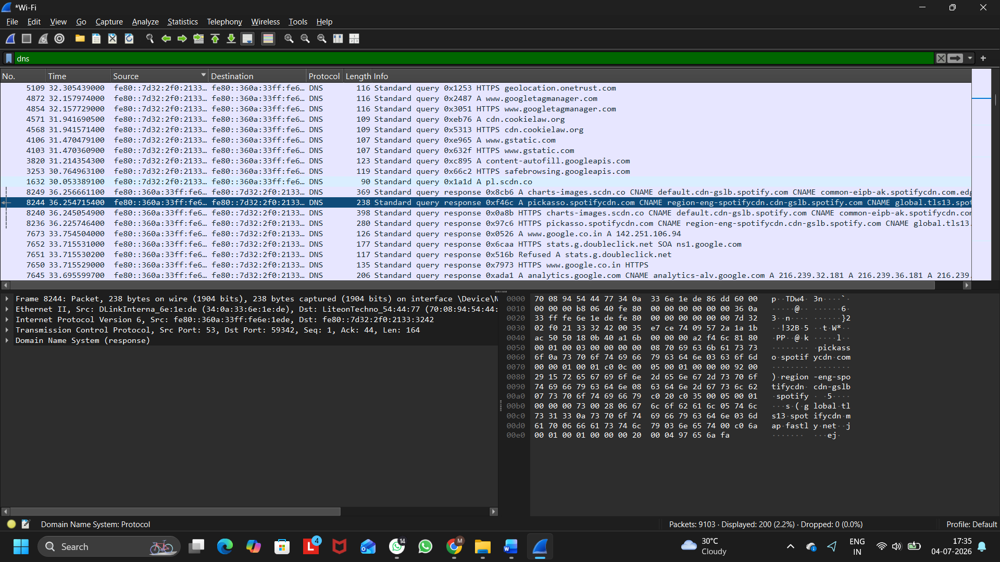 *Wi-Fi
File Edit View Go Capture Analyze Statistics Telephony Wireless Tools Help
dns
No. Time Source Destination Protocol Length Info
5109 32.305439000 fe80::7d32:2f0:2133… fe80::360a:33ff:fe6… DNS 116 Standard query 0x1253 HTTPS geolocation.onetrust.com
4872 32.157974000 fe80::7d32:2f0:2133… fe80::360a:33ff:fe6… DNS 116 Standard query 0x2487 A www.googletagmanager.com
4854 32.157729000 fe80::7d32:2f0:2133… fe80::360a:33ff:fe6… DNS 116 Standard query 0x3051 HTTPS www.googletagmanager.com
4571 31.941690500 fe80::7d32:2f0:2133… fe80::360a:33ff:fe6… DNS 109 Standard query 0xeb76 A cdn.cookielaw.org
4568 31.941571400 fe80::7d32:2f0:2133… fe80::360a:33ff:fe6… DNS 109 Standard query 0x5313 HTTPS cdn.cookielaw.org
4106 31.470479100 fe80::7d32:2f0:2133… fe80::360a:33ff:fe6… DNS 107 Standard query 0xe965 A www.gstatic.com
4103 31.470360900 fe80::7d32:2f0:2133… fe80::360a:33ff:fe6… DNS 107 Standard query 0x632f HTTPS www.gstatic.com
3820 31.214354300 fe80::7d32:2f0:2133… fe80::360a:33ff:fe6… DNS 123 Standard query 0xc895 A content-autofill.googleapis.com
3253 30.764963100 fe80::7d32:2f0:2133… fe80::360a:33ff:fe6… DNS 119 Standard query 0x66c2 HTTPS safebrowsing.googleapis.com
1632 30.053389100 fe80::7d32:2f0:2133… fe80::360a:33ff:fe6… DNS 90 Standard query 0x1a1d A pl.scdn.co
8249 36.256661100 fe80::360a:33ff:fe6… fe80::7d32:2f0:2133… DNS 369 Standard query response 0x8cb6 A charts-images.scdn.co CNAME default.cdn-gslb.spotify.com CNAME common-eipb-ak.spotifycdn.com.edg
8244 36.254715400 fe80::360a:33ff:fe6… fe80::7d32:2f0:2133… DNS 238 Standard query response 0xf46c A pickasso.spotifycdn.com CNAME region-eng-spotifycdn.cdn-gslb.spotify.com CNAME global.tls13.spot
8240 36.245054900 fe80::360a:33ff:fe6… fe80::7d32:2f0:2133… DNS 398 Standard query response 0x0a8b HTTPS charts-images.scdn.co CNAME default.cdn-gslb.spotify.com CNAME common-eipb-ak.spotifycdn.com
8236 36.225746400 fe80::360a:33ff:fe6… fe80::7d32:2f0:2133… DNS 280 Standard query response 0x97c6 HTTPS pickasso.spotifycdn.com CNAME region-eng-spotifycdn.cdn-gslb.spotify.com CNAME global.tls13.
7673 33.754504000 fe80::360a:33ff:fe6… fe80::7d32:2f0:2133… DNS 126 Standard query response 0x0526 A www.google.co.in A 142.251.106.94
7652 33.715531000 fe80::360a:33ff:fe6… fe80::7d32:2f0:2133… DNS 177 Standard query response 0x6caa HTTPS stats.g.doubleclick.net SOA ns1.google.com
7651 33.715530200 fe80::360a:33ff:fe6… fe80::7d32:2f0:2133… DNS 117 Standard query response 0x516b Refused A stats.g.doubleclick.net
7650 33.715529000 fe80::360a:33ff:fe6… fe80::7d32:2f0:2133… DNS 135 Standard query response 0x7973 HTTPS www.google.co.in HTTPS
7645 33.695599700 fe80::360a:33ff:fe6… fe80::7d32:2f0:2133… DNS 206 Standard query response 0xada1 A analytics.google.com CNAME analytics-alv.google.com A 216.239.32.181 A 216.239.36.181 A 216.239.
Frame 8244: Packet, 238 bytes on wire (1904 bits), 238 bytes captured (1904 bits) on interface \Device\N
Ethernet II, Src: DLinkInterna_6e:1e:de (34:0a:33:6e:1e:de), Dst: LiteonTechno_54:44:77 (70:08:94:54:44:
Internet Protocol Version 6, Src: fe80::360a:33ff:fe6e:1ede, Dst: fe80::7d32:2f0:2133:3242
Transmission Control Protocol, Src Port: 53, Dst Port: 59342, Seq: 1, Ack: 44, Len: 164
Domain Name System (response)
0000 70 08 94 54 44 77 34 0a 33 6e 1e de 86 dd 60 00 p··TDw4· 3n····`·
0010 00 00 00 b8 06 40 fe 80 00 00 00 00 00 00 36 0a ·····@·· ······6·
0020 33 ff fe 6e 1e de fe 80 00 00 00 00 00 00 7d 32 3··n···· ······}2
0030 02 f0 21 33 32 42 00 35 e7 ce 74 09 57 2a 1a 1b ··!32B·5 ··t·W*··
0040 ac 50 50 18 0b 40 a1 6b 00 00 00 a2 f4 6c 81 80 ·PP··@·k ·····l··
0050 00 01 00 03 00 00 00 00 08 70 69 63 6b 61 73 73 ········ ·pickass
0060 6f 0a 73 70 6f 74 69 66 79 63 64 6e 03 63 6f 6d o·spotif ycdn·com
0070 00 00 01 00 01 c0 0c 00 05 00 01 00 00 00 92 00 ········ ········
0080 29 15 72 65 67 69 6f 6e 2d 65 6e 67 2d 73 70 6f )·region -eng-spo
0090 74 69 66 79 63 64 6e 08 63 64 6e 2d 67 73 6c 62 tifycdn· cdn-gslb
00a0 07 73 70 6f 74 69 66 79 c0 20 c0 35 00 05 00 01 ·spotify · ·5····
00b0 00 00 00 73 00 28 06 67 6c 6f 62 61 6c 05 74 6c ···s·(·g lobal·tl
00c0 73 31 33 0a 73 70 6f 74 69 66 79 63 64 6e 03 6d s13·spot ifycdn·m
00d0 61 70 06 66 61 73 74 6c 79 03 6e 65 74 00 c0 6a ap·fastl y·net··j
00e0 00 01 00 01 00 00 00 20 00 04 97 65 6a fa ······· ···ej·
Domain Name System: Protocol
Packets: 9103 · Displayed: 200 (2.2%) · Dropped: 0 (0.0%)
Profile: Default
Search
4
14
M
30°C
Cloudy
ENG
IN
17:35
04-07-2026